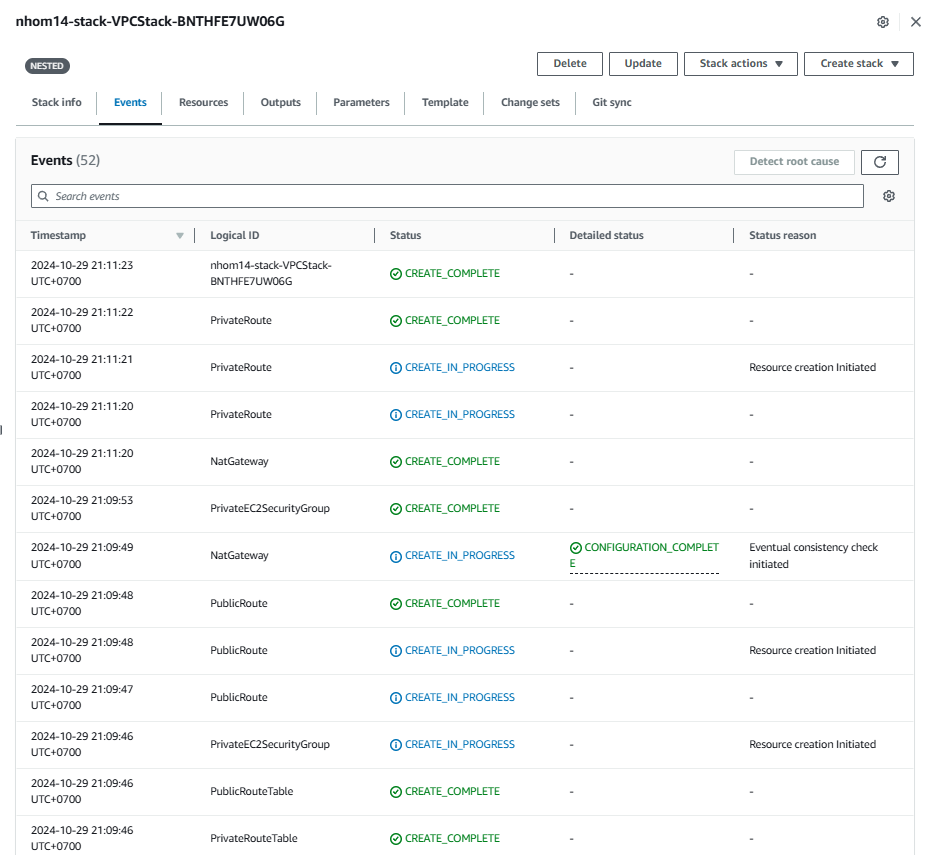 nhom14-stack-VPCStack-BNTHFE7UW06G
NESTED
Delete
Update
Stack actions
Create stack
Stack info
Events
Resources
Outputs
Parameters
Template
Change sets
Git sync
Events (52)
Detect root cause
Search events
Timestamp
Logical ID
Status
Detailed status
Status reason
2024-10-29 21:11:23
UTC+0700
nhom14-stack-VPCStack-
BNTHFE7UW06G
CREATE_COMPLETE
-
-
2024-10-29 21:11:22
UTC+0700
PrivateRoute
CREATE_COMPLETE
-
-
2024-10-29 21:11:21
UTC+0700
PrivateRoute
CREATE_IN_PROGRESS
-
Resource creation Initiated
2024-10-29 21:11:20
UTC+0700
PrivateRoute
CREATE_IN_PROGRESS
-
-
2024-10-29 21:11:20
UTC+0700
NatGateway
CREATE_COMPLETE
-
-
2024-10-29 21:09:53
UTC+0700
PrivateEC2SecurityGroup
CREATE_COMPLETE
-
-
2024-10-29 21:09:49
UTC+0700
NatGateway
CREATE_IN_PROGRESS
CONFIGURATION_COMPLET
E
Eventual consistency check
initiated
2024-10-29 21:09:48
UTC+0700
PublicRoute
CREATE_COMPLETE
-
-
2024-10-29 21:09:48
UTC+0700
PublicRoute
CREATE_IN_PROGRESS
-
Resource creation Initiated
2024-10-29 21:09:47
UTC+0700
PublicRoute
CREATE_IN_PROGRESS
-
-
2024-10-29 21:09:46
UTC+0700
PrivateEC2SecurityGroup
CREATE_IN_PROGRESS
-
Resource creation Initiated
2024-10-29 21:09:46
UTC+0700
PublicRouteTable
CREATE_COMPLETE
-
-
2024-10-29 21:09:46
UTC+0700
PrivateRouteTable
CREATE_COMPLETE
-
-